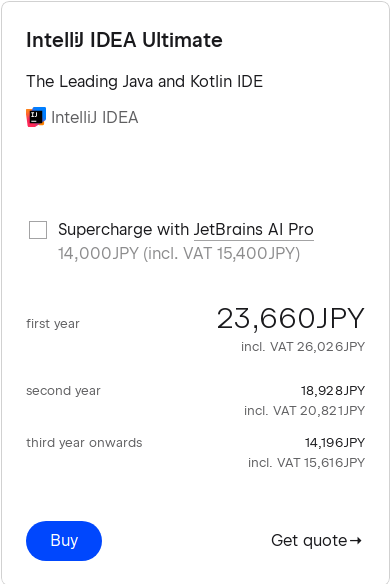 IntelliJ IDEA Ultimate
The Leading Java and Kotlin IDE
IJ
IntelliJ IDEA
Supercharge with JetBrains AI Pro
14,000JPY (incl. VAT 15,400JPY)
first year 23,660JPY
incl. VAT 26,026JPY
second year 18,928JPY
incl. VAT 20,821JPY
third year onwards 14,196JPY
incl. VAT 15,616JPY
Buy Get quote→